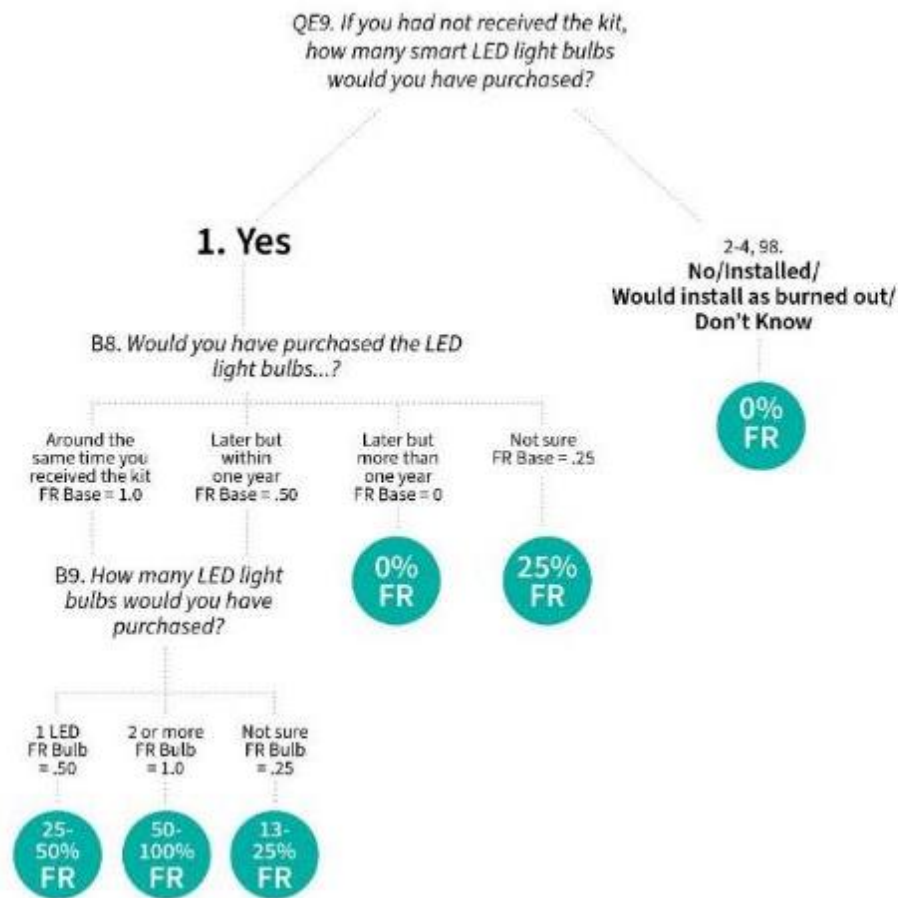 QE9. If you had not received the kit,
how many smart LED light bulbs
would you have purchased?
1. Yes
2-4, 98.
No/Installed/
Would install as burned out/
Don't Know
0%
FR
B8. Would you have purchased the LED
light bulbs...?
Around the
same time you
received the kit
FR Base = 1.0
Later but
within
one year
FR Base = .50
Later but
more than
one year
FR Base = 0
Not sure
FR Base = .25
0%
FR
25%
FR
B9. How many LED light
bulbs would you have
purchased?
1 LED
FR Bulb
= .50
2 or more
FR Bulb
= 1.0
Not sure
FR Bulb
= .25
25-
50%
FR
50-
100%
FR
13-
25%
FR